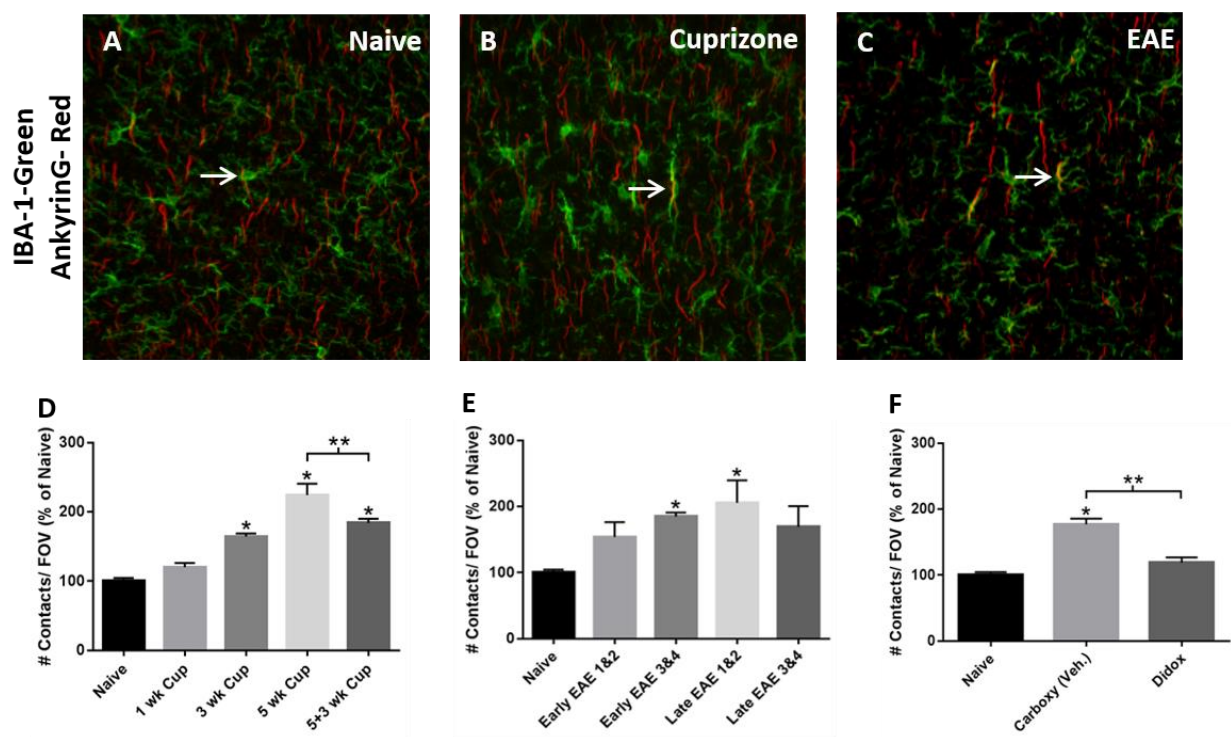 A
Naive
B
Cuprizone
C
EAE
IBA-1-Green
AnkyrinG- Red
D
# Contacts/ FOV (% of Naive)
300
200
100
0
**
*
*
*
Naive
1 wk Cup
3 wk Cup
5 wk Cup
5+3 wk Cup
E
# Contacts/ FOV (% of Naive)
300
200
100
0
*
*
Naive
Early EAE 1&2
Early EAE 3&4
Late EAE 1&2
Late EAE 3&4
F
# Contacts/ FOV (% of Naive)
300
200
100
0
**
*
Naive
Carboxy (Veh.)
Didox